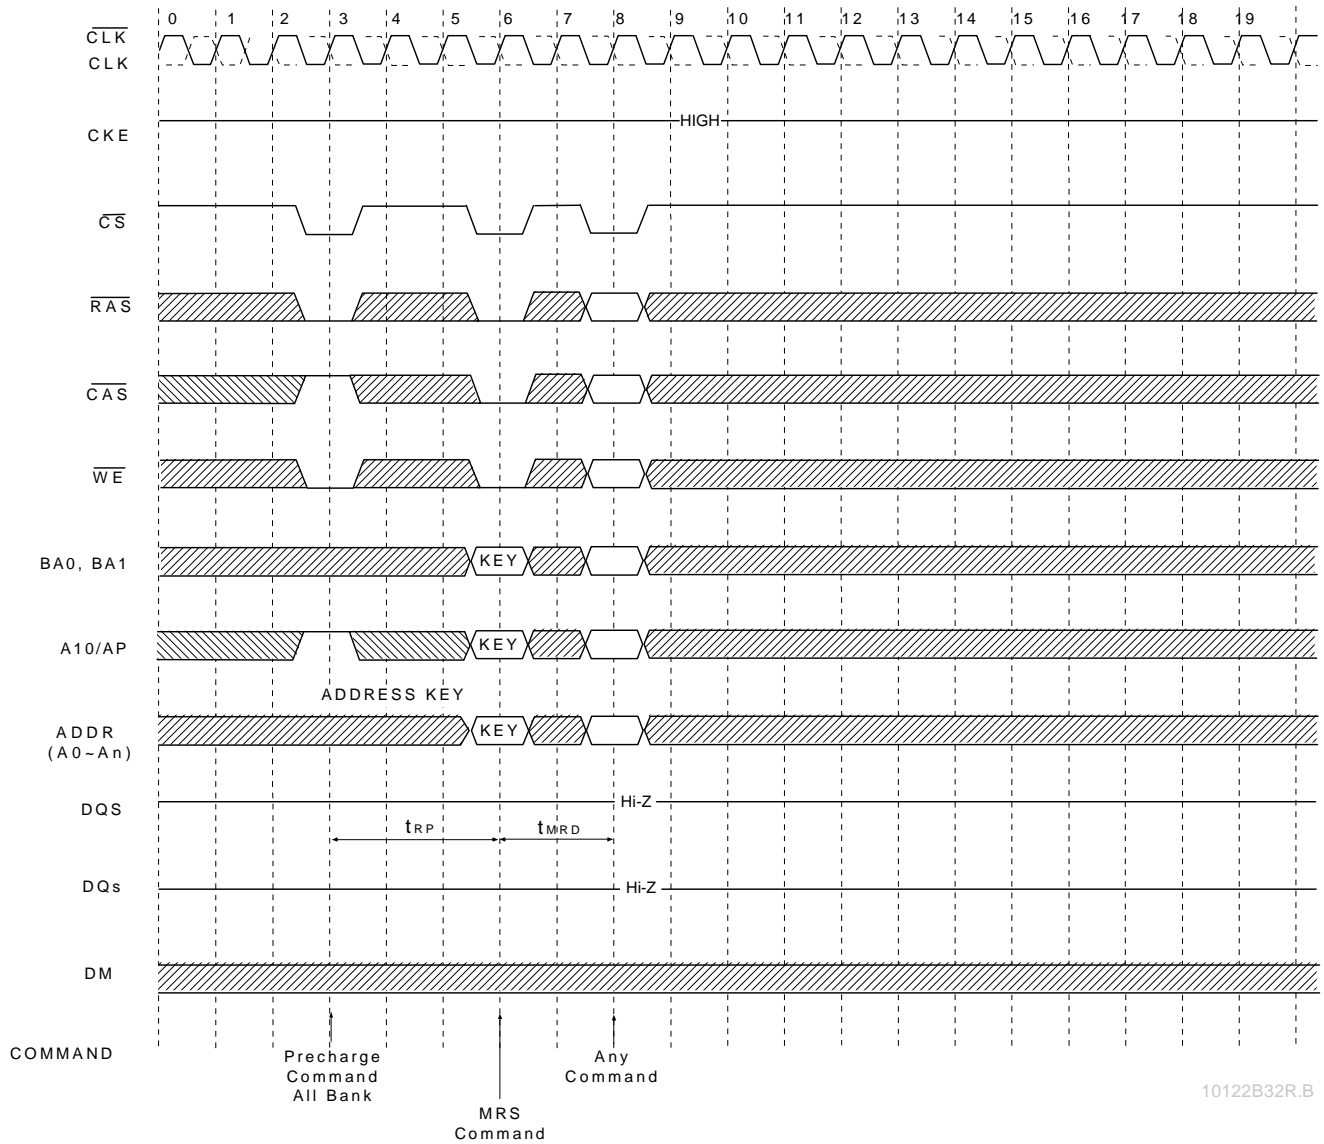 0 1 2 3 4 5 6 7 8 9 10 11 12 13 14 15 16 17 18 19
CLK
CLK
CKE
HIGH
CS
RAS
CAS
WE
BA0, BA1
KEY
A10/AP
KEY
ADDRESS KEY
ADDR
(A0~An)
KEY
DQS
Hi-Z
tRP
tMRD
DQs
Hi-Z
DM
COMMAND
Precharge
Command
All Bank
MRS
Command
Any
Command
10122B32R.B